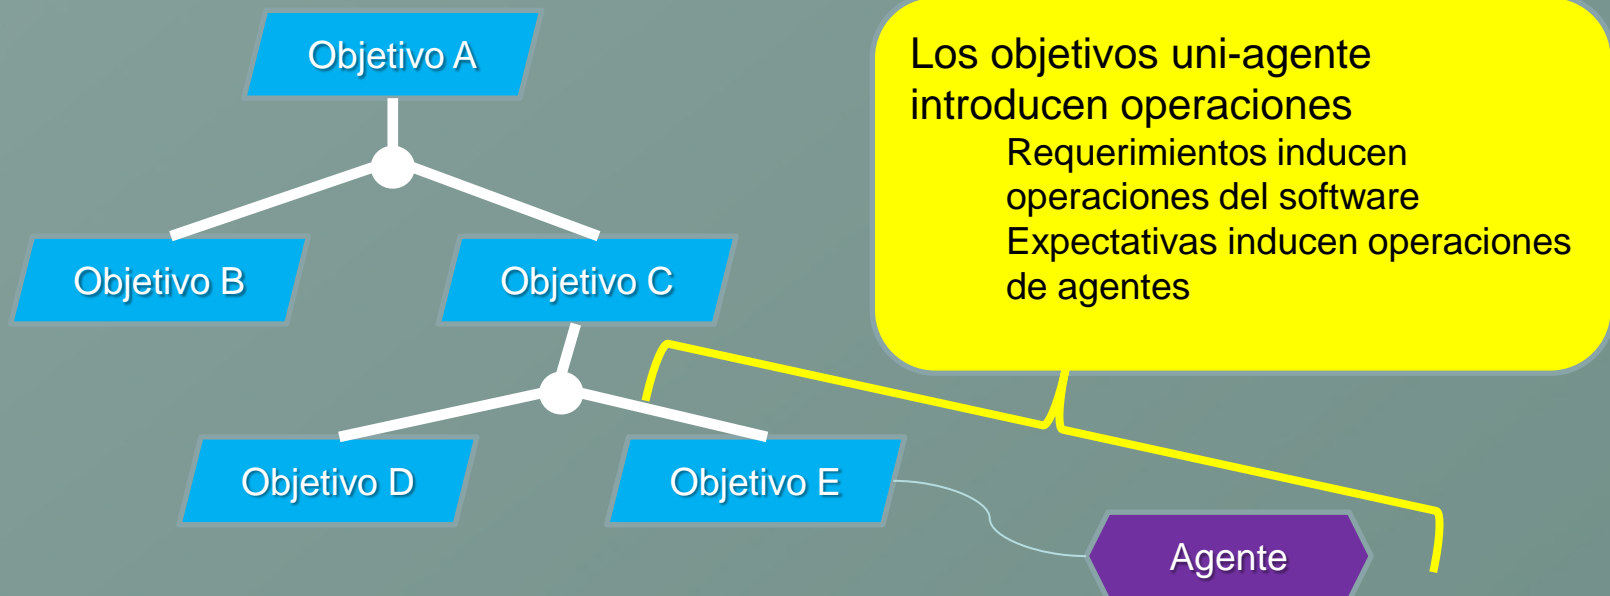 Objetivo A
Los objetivos uni-agente
introducen operaciones
Requerimientos inducen
operaciones del software
Expectativas inducen operaciones
de agentes
Objetivo B
Objetivo C
Objetivo D
Objetivo E
Agente